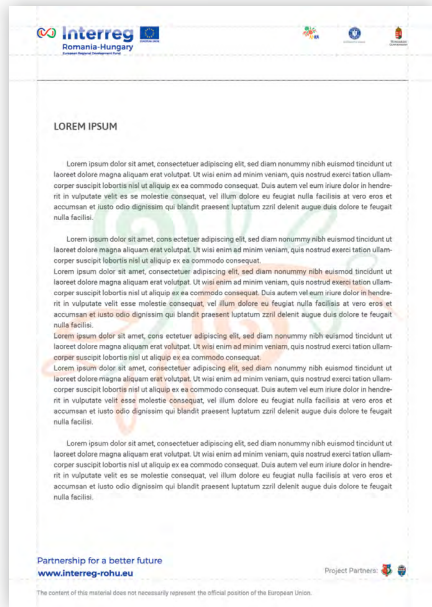 Interreg
Romania-Hungary
European Regional Development Fund
LOREM IPSUM
Lorem ipsum dolor sit amet, consectetuer adipiscing elit, sed diam nonummy nibh euismod tincidunt ut
laoreet dolore magna aliquam erat volutpat. Ut wisi enim ad minim veniam, quis nostrud exerci tation ullam-
corper suscipit lobortis nisl ut aliquip ex ea commodo consequat. Duis autem vel eum iriure dolor in hendre-
rit in vulputate velit es se molestie consequat, vel illum dolore eu feugiat nulla facilisis at vero eros et
accumsan et iusto odio dignissim qui blandit praesent luptatum zzril delenit augue duis dolore te feugait
nulla facilisi.
Lorem ipsum dolor sit amet, cons ectetuer adipiscing elit, sed diam nonummy nibh euismod tincidunt ut
laoreet dolore magna aliquam erat volutpat. Ut wisi enim ad minim veniam, quis nostrud exerci tation ullam-
corper suscipit lobortis nisl ut aliquip ex ea commodo consequat.
Lorem ipsum dolor sit amet, consectetuer adipiscing elit, sed diam nonummy nibh euismod tincidunt ut
laoreet dolore magna aliquam erat volutpat. Ut wisi enim ad minim veniam, quis nostrud exerci tation ullam-
corper suscipit lobortis nisl ut aliquip ex ea commodo consequat. Duis autem vel eum iriure dolor in hendre-
rit in vulputate velit esse molestie consequat, vel illum dolore eu feugiat nulla facilisis at vero eros et
accumsan et iusto odio dignissim qui blandit praesent luptatum zzril delenit augue duis dolore te feugait
nulla facilisi.
Lorem ipsum dolor sit amet, cons ectetuer adipiscing elit, sed diam nonummy nibh euismod tincidunt ut
laoreet dolore magna aliquam erat volutpat. Ut wisi enim ad minim veniam, quis nostrud exerci tation ullam-
corper suscipit lobortis nisl ut aliquip ex ea commodo consequat.
Lorem ipsum dolor sit amet, consectetuer adipiscing elit, sed diam nonummy nibh euismod tincidunt ut
laoreet dolore magna aliquam erat volutpat. Ut wisi enim ad minim veniam, quis nostrud exerci tation ullam-
corper suscipit lobortis nisl ut aliquip ex ea commodo consequat. Duis autem vel eum iriure dolor in hendre-
rit in vulputate velit esse molestie consequat, vel illum dolore eu feugiat nulla facilisis at vero eros et
accumsan et iusto odio dignissim qui blandit praesent luptatum zzril delenit augue duis dolore te feugait
nulla facilisi.
Lorem ipsum dolor sit amet, consectetuer adipiscing elit, sed diam nonummy nibh euismod tincidunt ut
laoreet dolore magna aliquam erat volutpat. Ut wisi enim ad minim veniam, quis nostrud exerci tation ullam-
corper suscipit lobortis nisl ut aliquip ex ea commodo consequat. Duis autem vel eum iriure dolor in hendre-
rit in vulputate velit es se molestie consequat, vel illum dolore eu feugiat nulla facilisis at vero eros et
accumsan et iusto odio dignissim qui blandit praesent luptatum zzril delenit augue duis dolore te feugait
nulla facilisi.
Partnership for a better future
www.interreg-rohu.eu
Project Partners:
The content of this material does not necessarily represent the official position of the European Union.